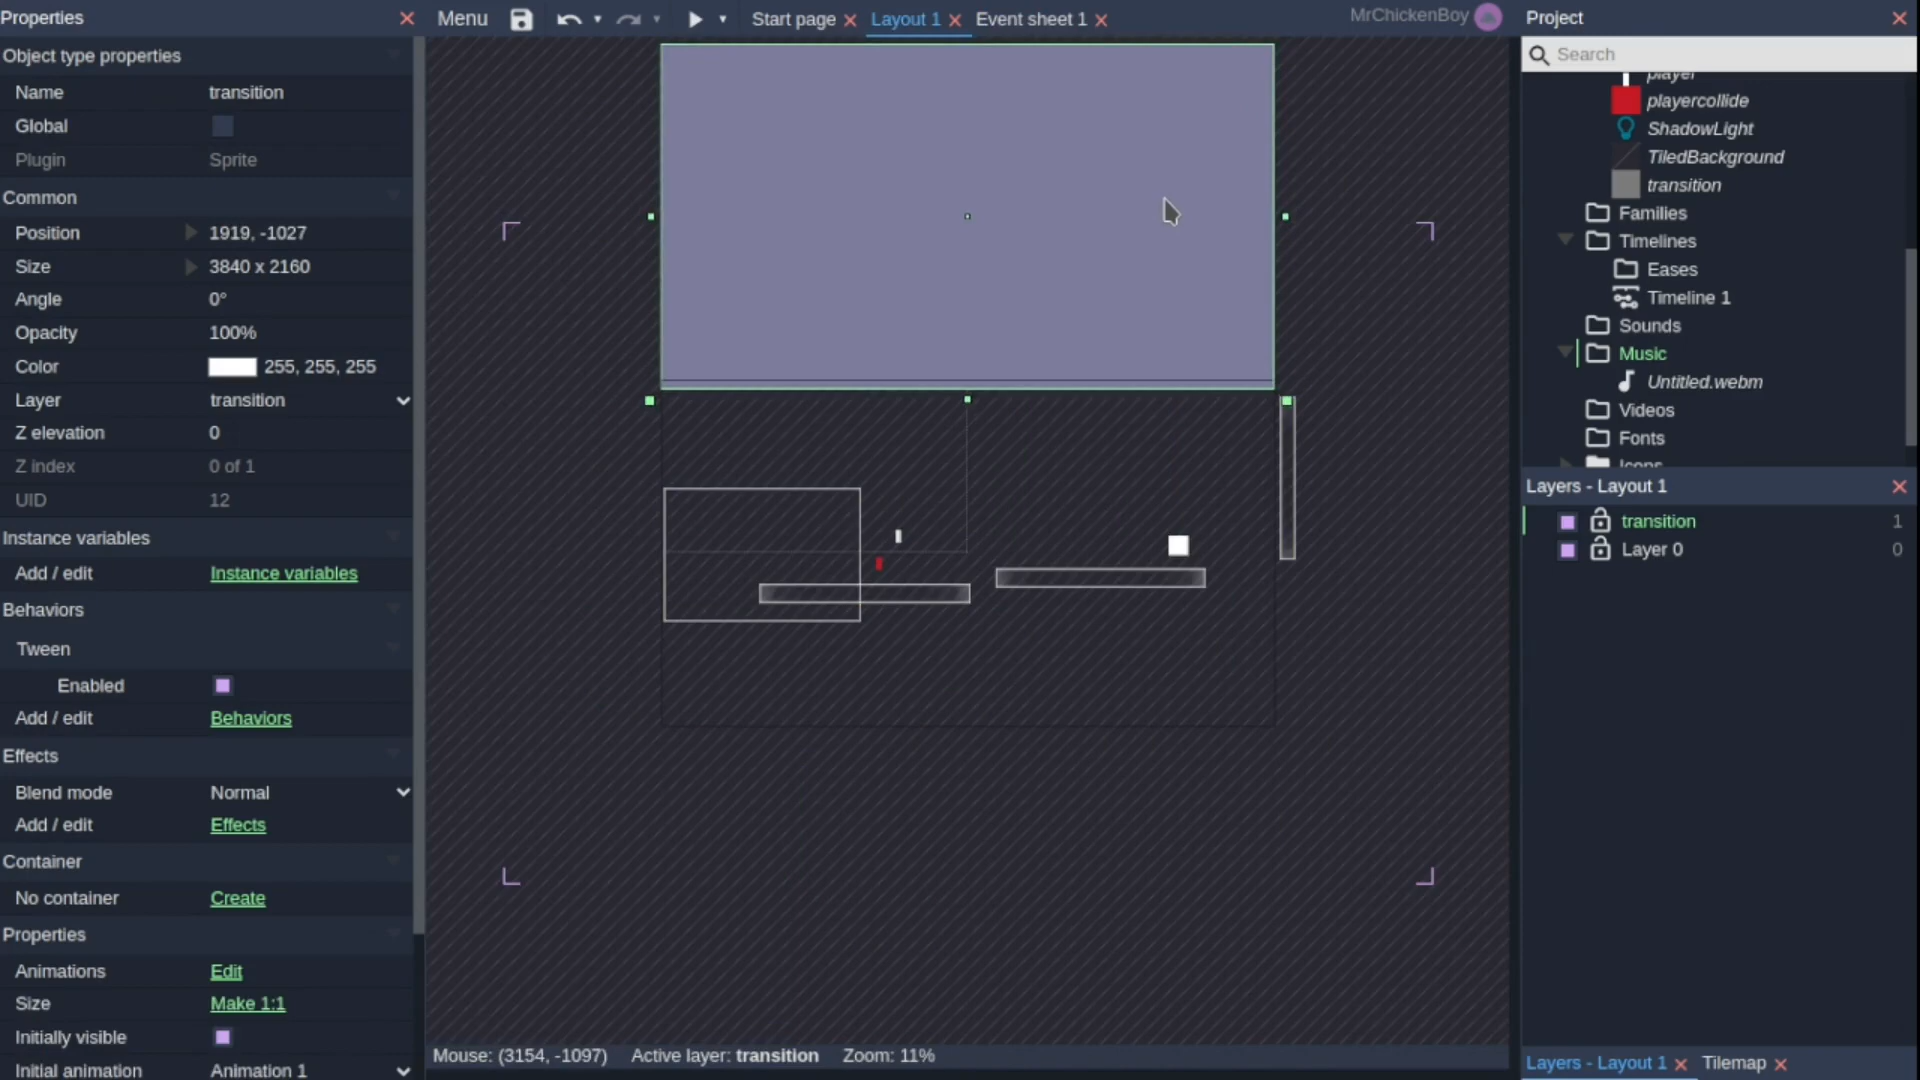 Properties
Object type properties
Name transition
Global
Plugin Sprite
Common
Position 1919, -1027
Size 3840 x 2160
Angle 0°
Opacity 100%
Color 255, 255, 255
Layer transition
Z elevation 0
Z index 0 of 1
UID 12
Instance variables
Add / edit Instance variables
Behaviors
Tween
Enabled
Add / edit Behaviors
Effects
Blend mode Normal
Add / edit Effects
Container
No container Create
Properties
Animations Edit
Size Make 1:1
Initially visible
Initial animation Animation 1
Menu Start page Layout 1 Event sheet 1 MrChickenBoy
Mouse: (3154, -1097) Active layer: transition Zoom: 11%
Project
Search
player
playercollide
ShadowLight
TiledBackground
transition
Families
Timelines
Eases
Timeline 1
Sounds
Music
Untitled.webm
Videos
Fonts
Icons
Layers - Layout 1
transition 1
Layer 0 0
Layers - Layout 1 Tilemap